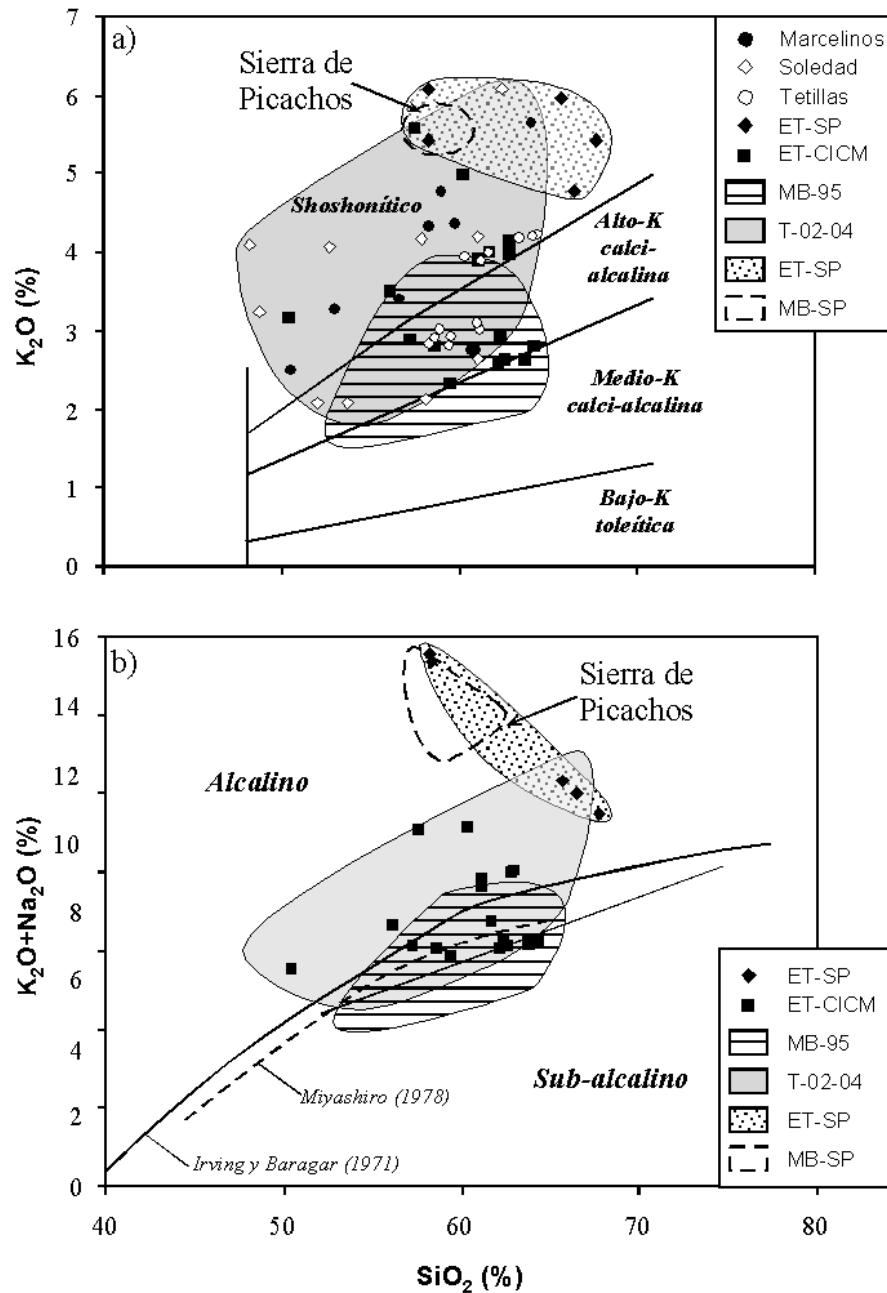 a)
7
6
5
4
3
2
1
0
K₂O (%)
Sierra de
Picachos
Shoshonítico
Alto-K
calci-
alcalina
Medio-K
calci-alcalina
Bajo-K
toleítica
Marcelinos
Soledad
Tetillas
ET-SP
ET-CICM
MB-95
T-02-04
ET-SP
MB-SP
b)
16
14
12
10
8
6
4
2
0
K₂O+Na₂O (%)
Sierra de
Picachos
Alcalino
Sub-alcalino
Miyashiro (1978)
Irving y Baragar (1971)
ET-SP
ET-CICM
MB-95
T-02-04
ET-SP
MB-SP
40
50
60
70
80
SiO₂ (%)